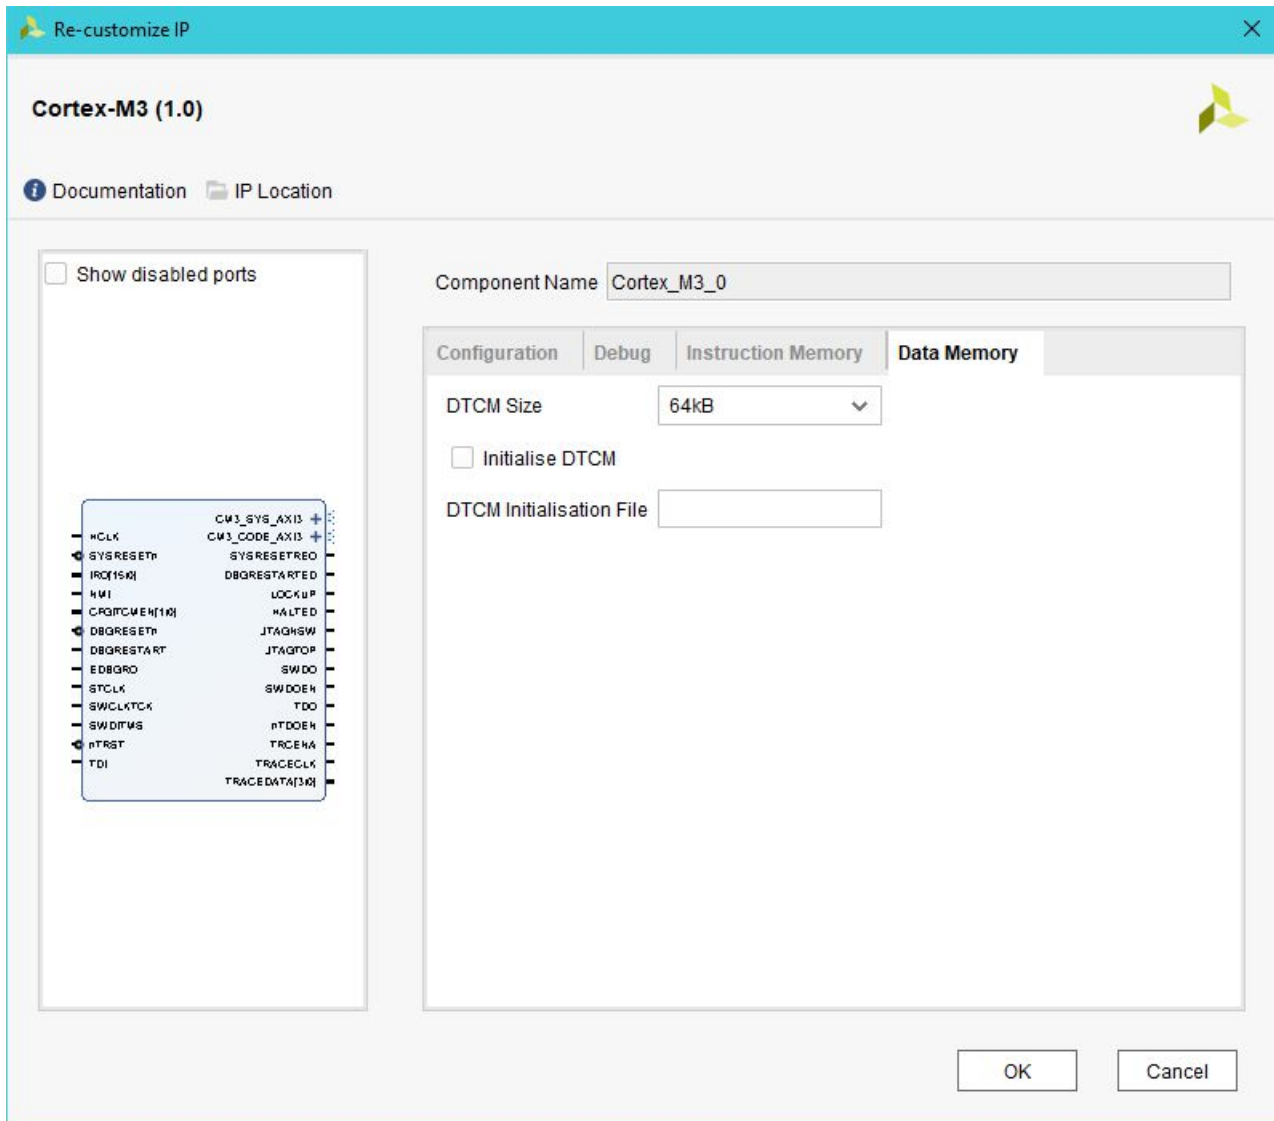 Re-customize IP
Cortex-M3 (1.0)
Documentation IP Location
Show disabled ports
Component Name Cortex_M3_0
Configuration Debug Instruction Memory Data Memory
DTCM Size 64kB
Initialise DTCM
DTCM Initialisation File
CM3_SYS_AXI3
HCLK CM3_CODE_AXI3
SYSRESETn SYSRESETREQ
IRQ[15:0] DBGRESTARTED
NMI LOCKUP
CFGITCMEN[1:0] HALTED
DBGRESETn JTAGNSW
DBGRESTART JTAGTOP
EDBGRQ SWDO
STCLK SWDOEN
SWCLKTCK TDO
SWDITMS nTDOEN
nTRST TRCENA
TDI TRACECLK
TRACEDATA[3:0]
OK Cancel